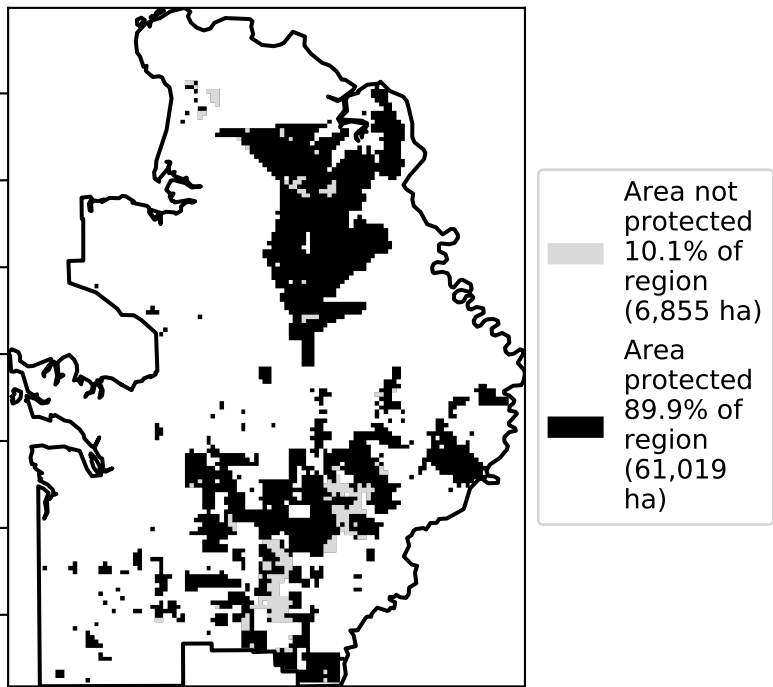 Area not
protected
10.1% of
region
(6,855 ha)
Area
protected
89.9% of
region
(61,019
ha)